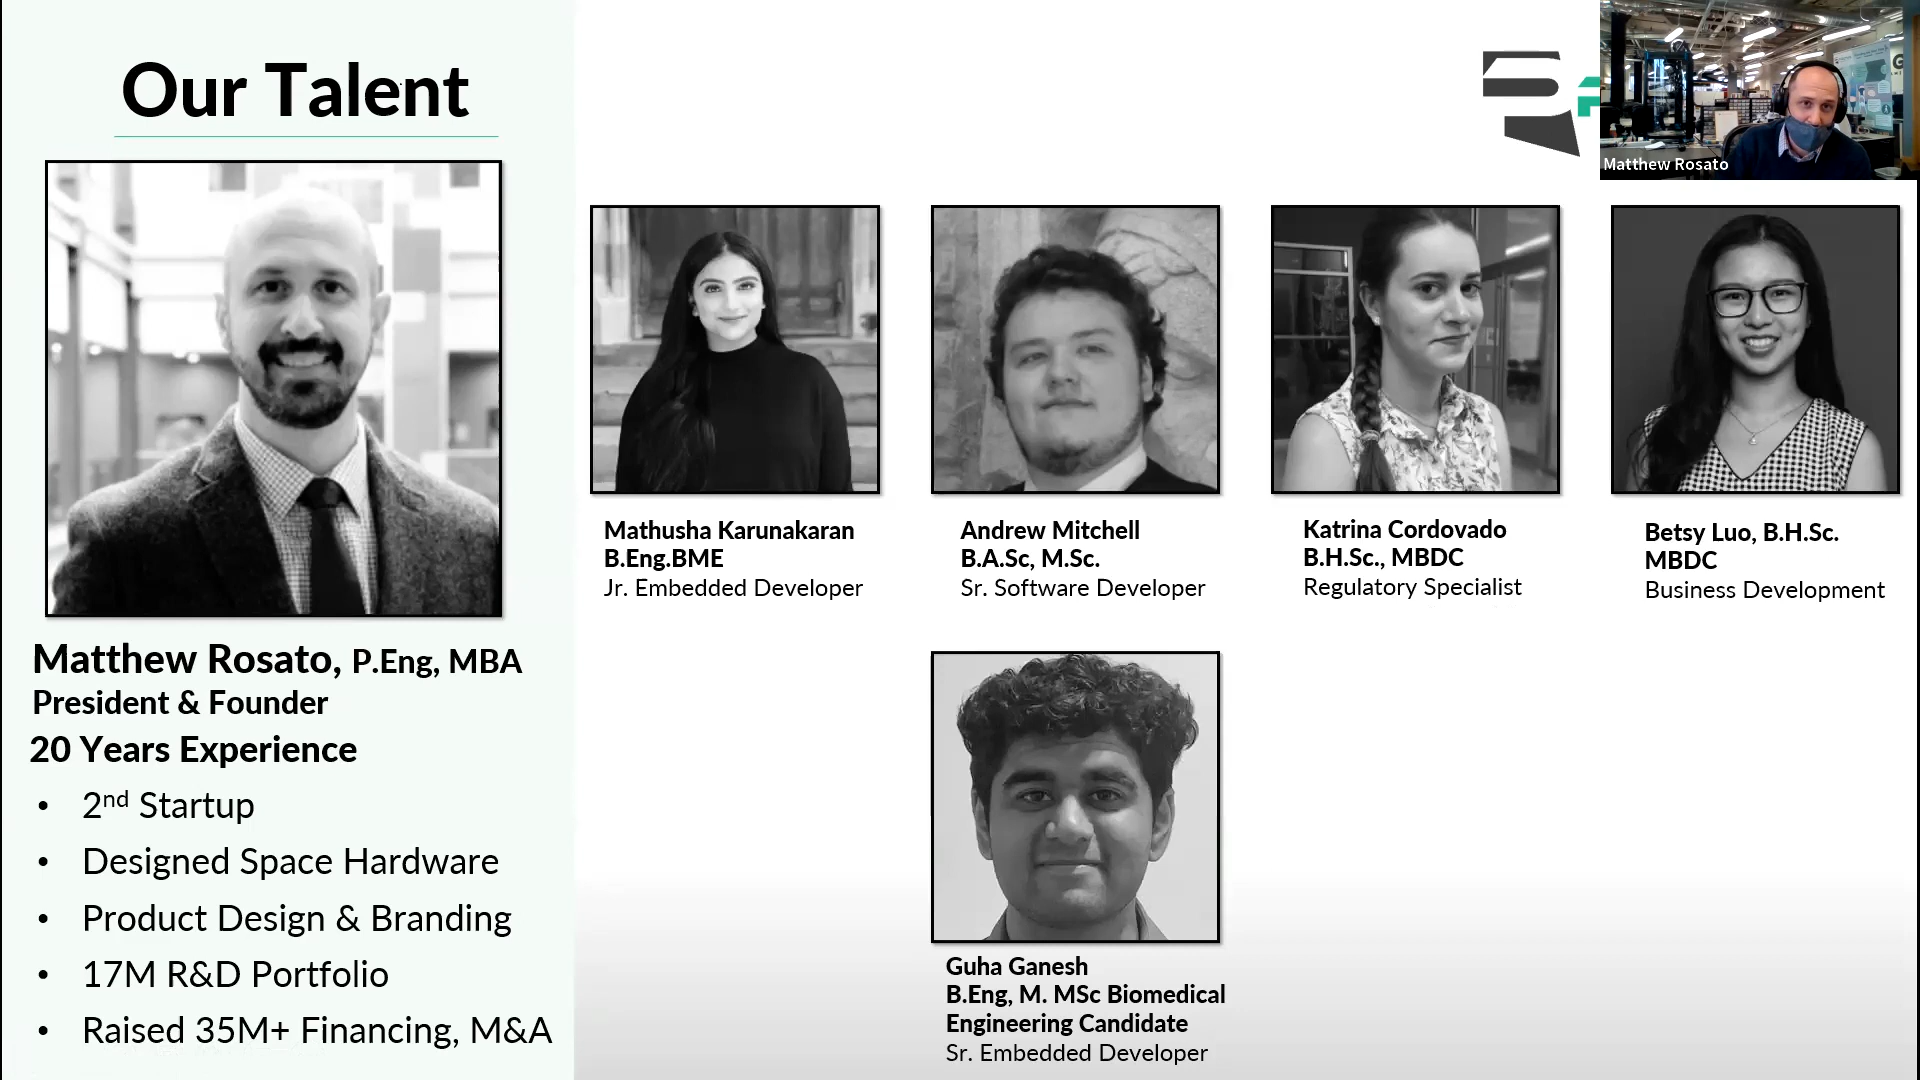 Our Talent
Matthew Rosato
Mathusha Karunakaran
B.Eng.BME
Jr. Embedded Developer
Andrew Mitchell
B.A.Sc, M.Sc.
Sr. Software Developer
Katrina Cordovado
B.H.Sc., MBDC
Regulatory Specialist
Betsy Luo, B.H.Sc.
MBDC
Business Development
Matthew Rosato, P.Eng, MBA
President & Founder
20 Years Experience
• 2nd Startup
• Designed Space Hardware
• Product Design & Branding
• 17M R&D Portfolio
• Raised 35M+ Financing, M&A
Guha Ganesh
B.Eng, M. MSc Biomedical
Engineering Candidate
Sr. Embedded Developer